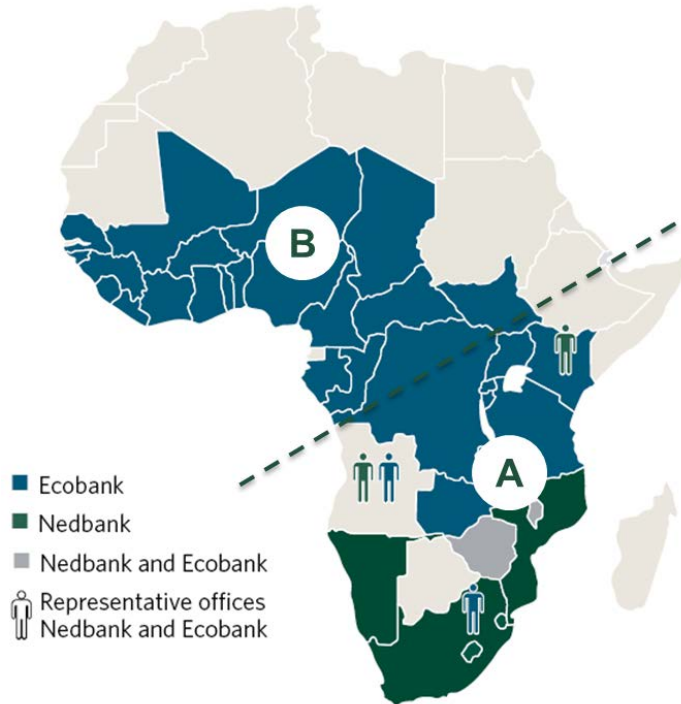 B
A
Ecobank
Nedbank
Nedbank and Ecobank
Representative offices
Nedbank and Ecobank